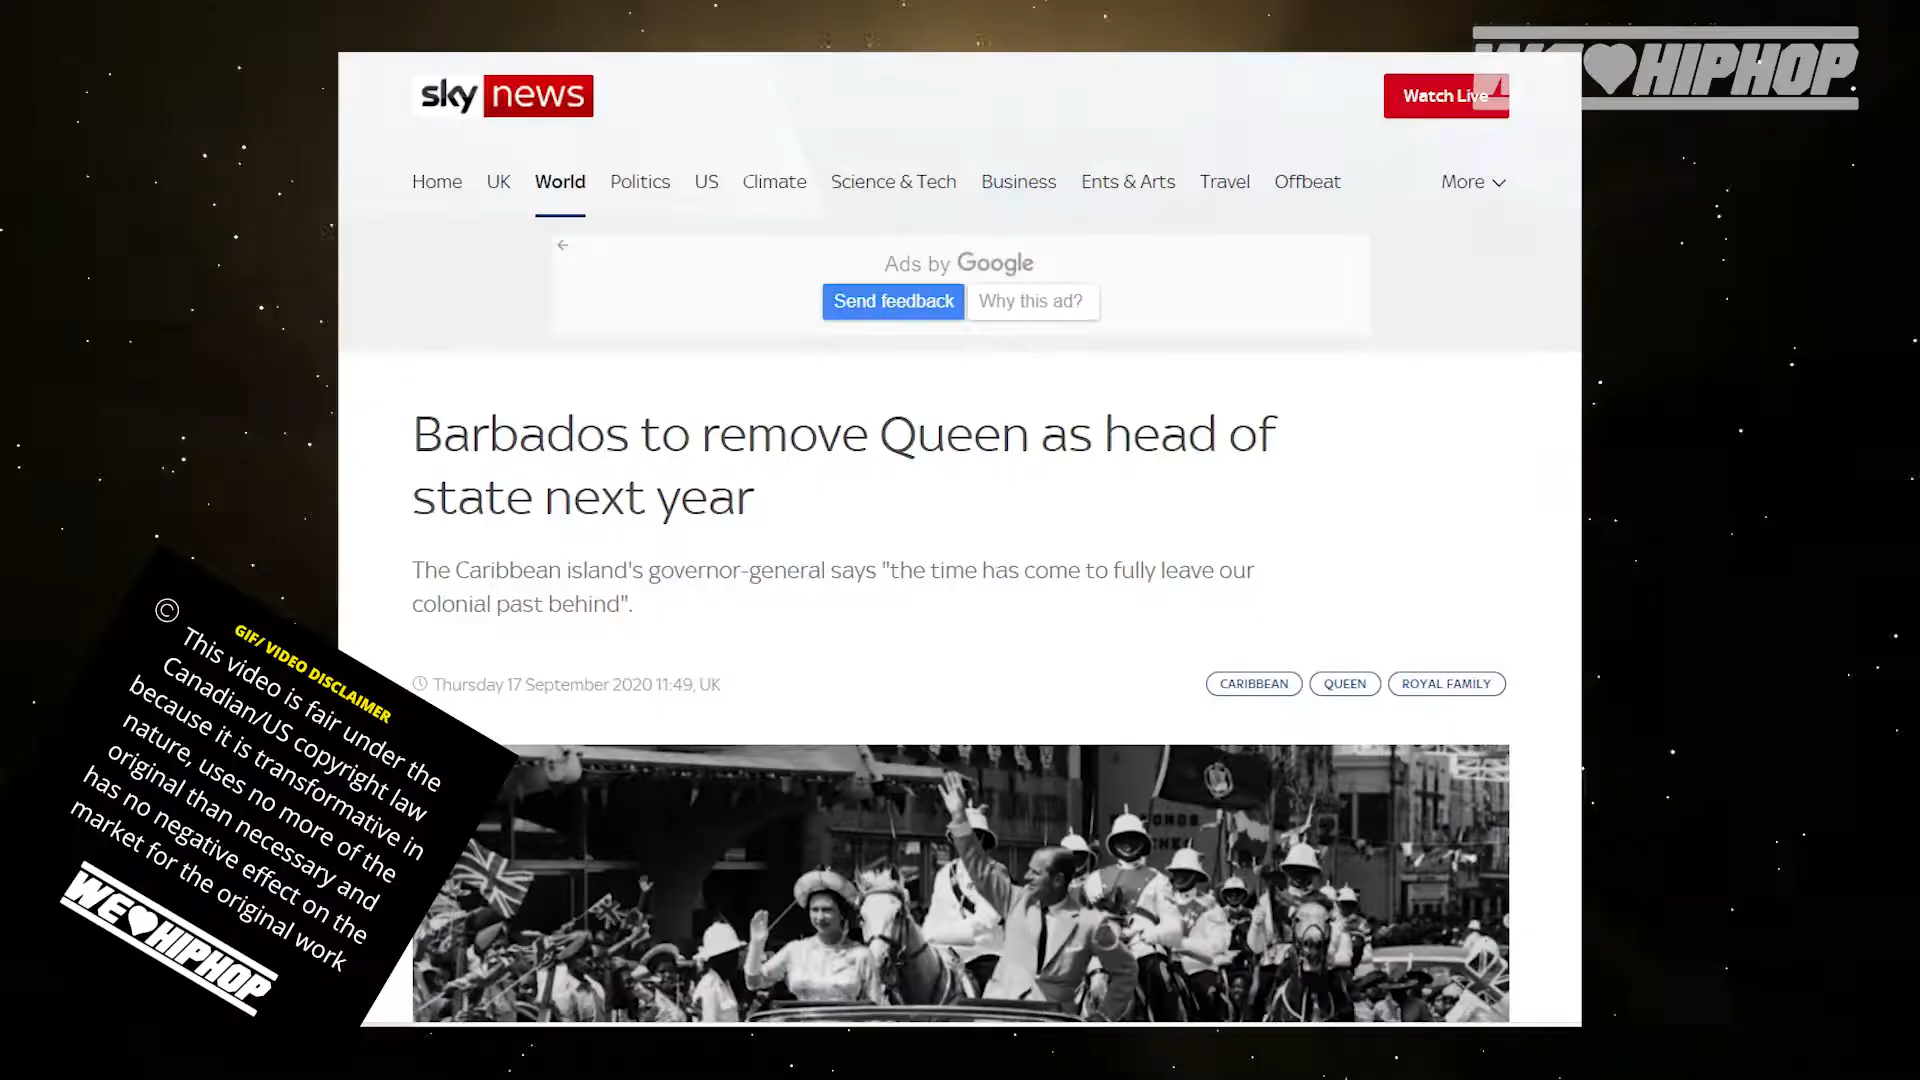 WE HIPHOP
sky news
Watch Live
Home UK World Politics US Climate Science & Tech Business Ents & Arts Travel Offbeat More
Ads by Google
Send feedback Why this ad?
Barbados to remove Queen as head of
state next year
The Caribbean island's governor-general says "the time has come to fully leave our
colonial past behind".
Thursday 17 September 2020 11:49, UK
CARIBBEAN QUEEN ROYAL FAMILY
©
GIF/ VIDEO DISCLAIMER
This video is fair under the
Canadian/US copyright law
because it is transformative in
nature, uses no more of the
original than necessary and
has no negative effect on the
market for the original work
WE HIPHOP